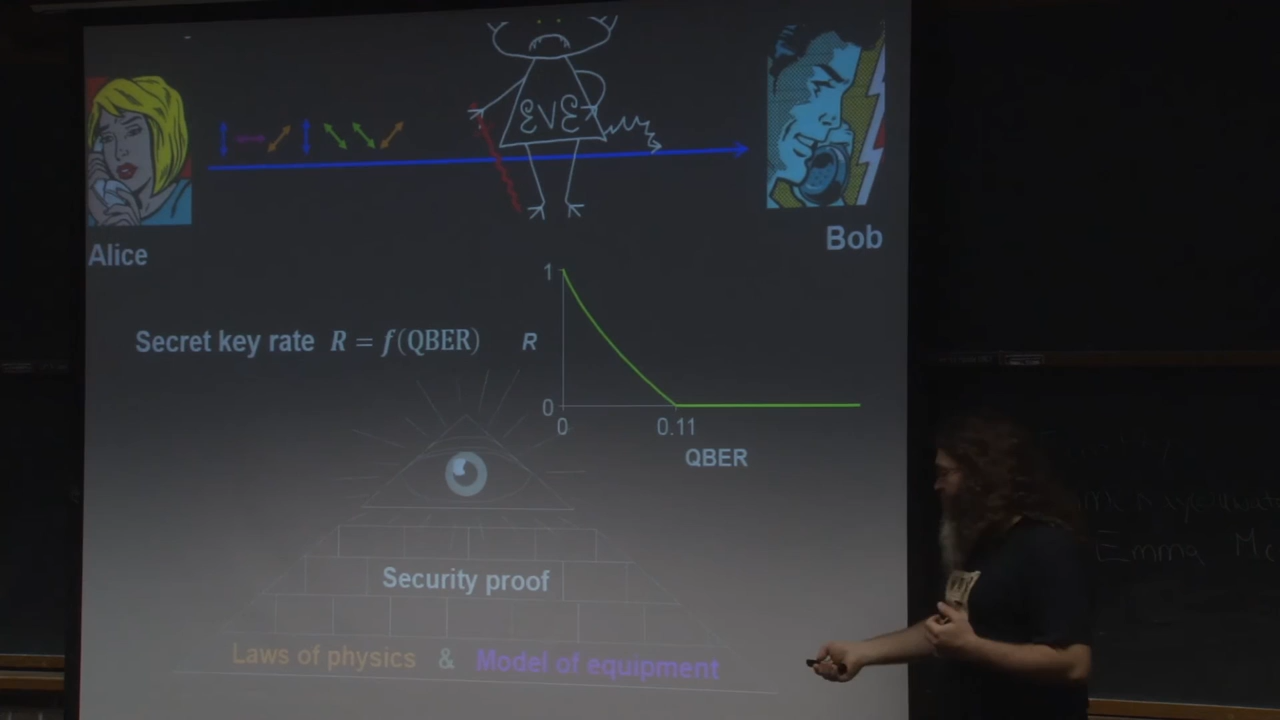 EVE
Alice
Bob
Secret key rate R = f(QBER)
R
1
0
0
0.11
QBER
Security proof
Laws of physics & Model of equipment
Emma